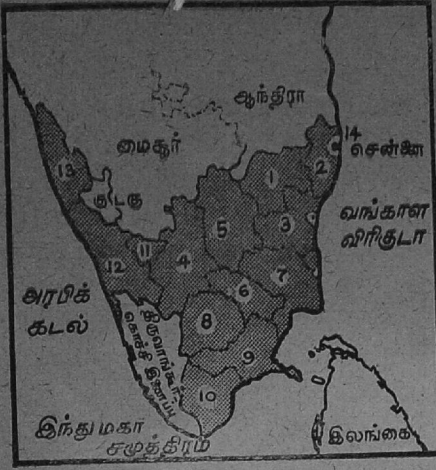 ஆந்திரா
14
சென்னை
மைசூர்
1
2
13
குடகு
வங்காள
விரிகுடா
5
3
11
4
12
7
6
அரபிக்
கடல்
திருவாங்கூர்
கொச்சி இணைப்பு
8
9
10
இந்து மகா
சமுத்திரம்
இலங்கை